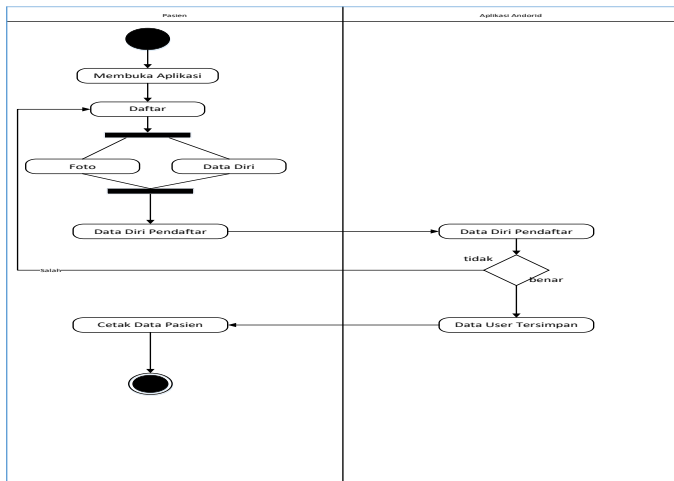 Pasien
Aplikasi Andorid
Membuka Aplikasi
Daftar
Foto
Data Diri
Data Diri Pendaftar
Data Diri Pendaftar
tidak
Salah
benar
Cetak Data Pasien
Data User Tersimpan